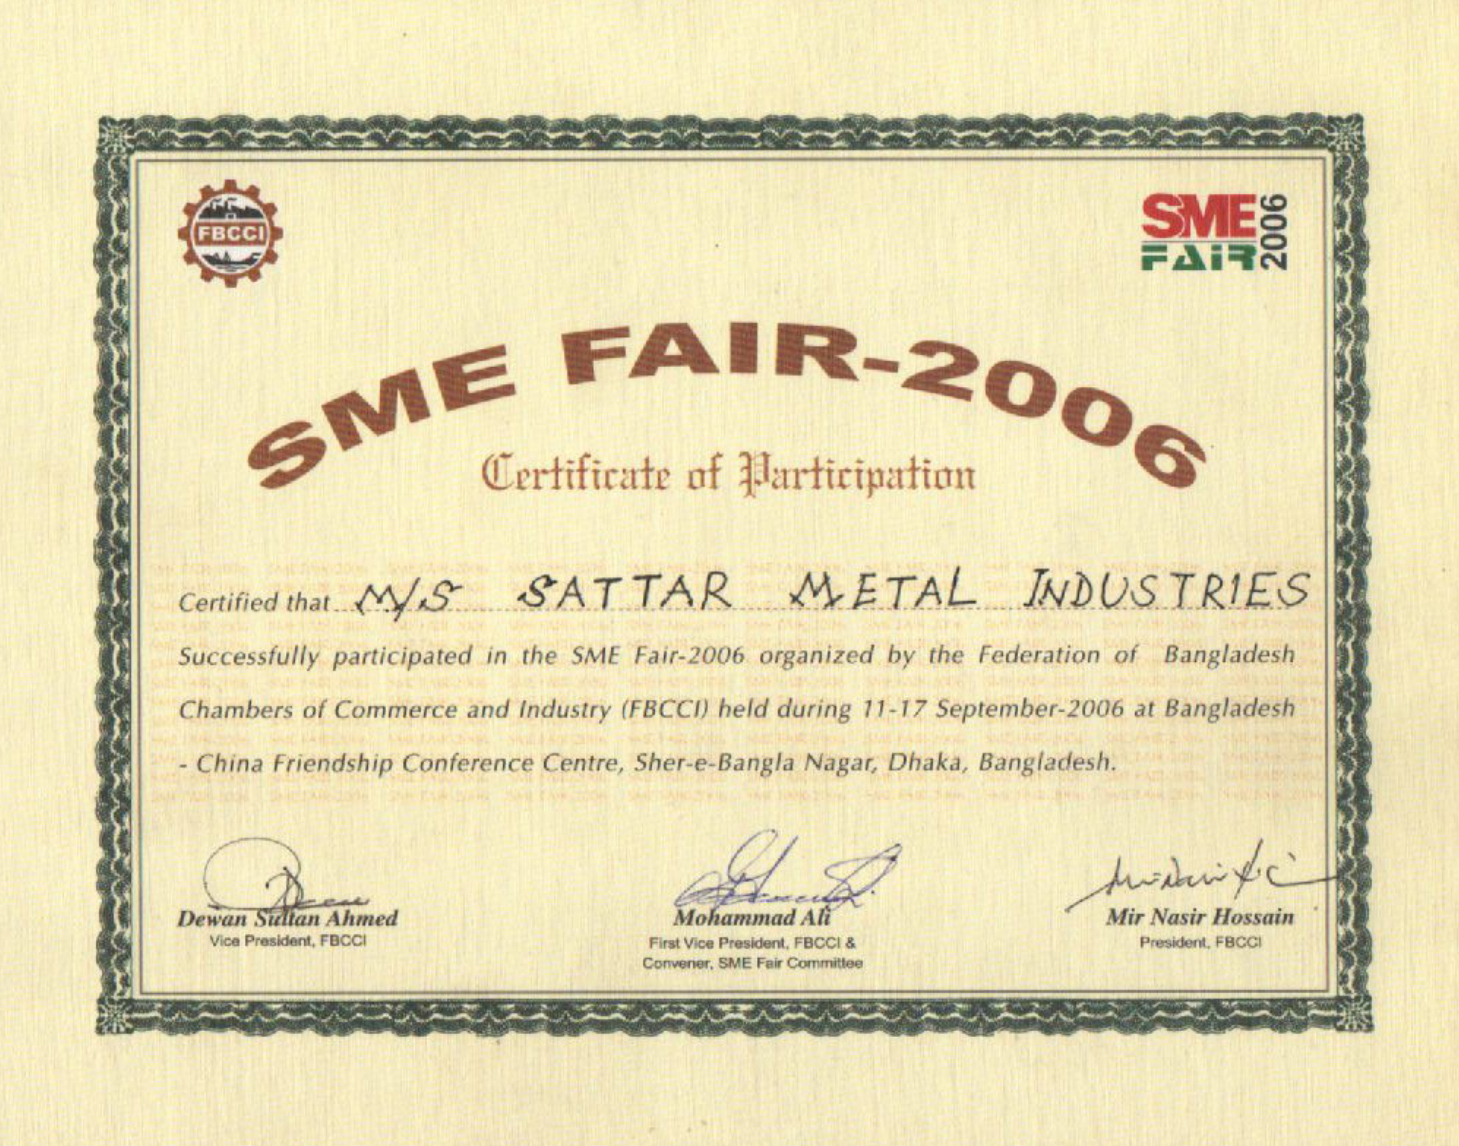 FBCCI
SME
FAIR
2006
SME FAIR-2006
Certificate of Participation
Certified that M/S SATTAR METAL INDUSTRIES
Successfully participated in the SME Fair-2006 organized by the Federation of Bangladesh
Chambers of Commerce and Industry (FBCCI) held during 11-17 September-2006 at Bangladesh
- China Friendship Conference Centre, Sher-e-Bangla Nagar, Dhaka, Bangladesh.
Dewan Sultan Ahmed
Vice President, FBCCI
Mohammad Ali
First Vice President, FBCCI &
Convener, SME Fair Committee
Mir Nasir Hossain
President, FBCCI